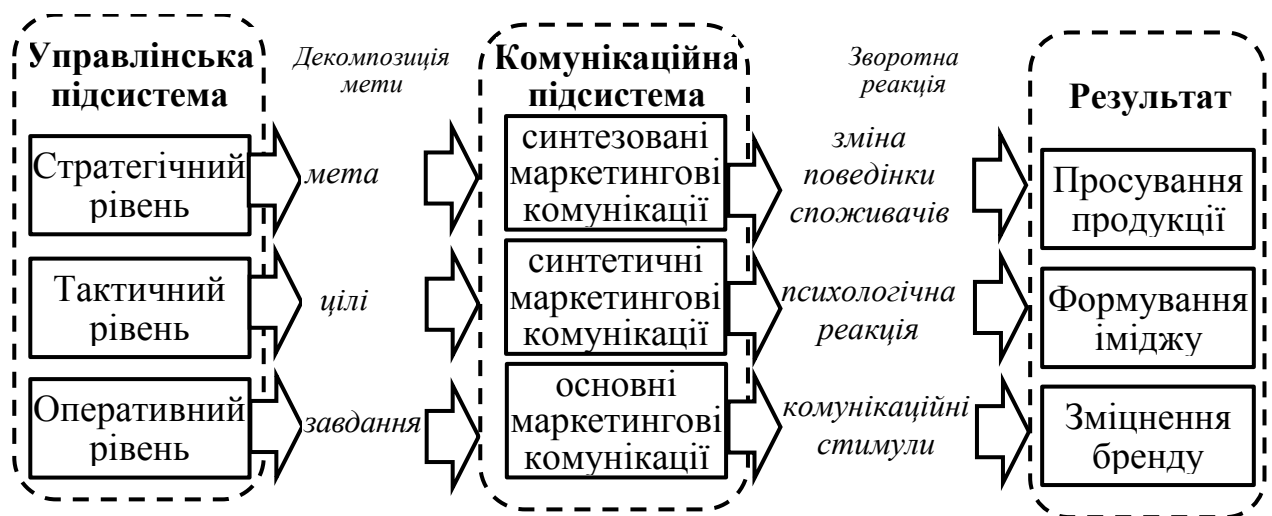 Управлінська
підсистема
Стратегічний
рівень
Тактичний
рівень
Оперативний
рівень
Декомпозиція
мети
мета
цілі
завдання
Комунікаційна
підсистема
синтезовані
маркетингові
комунікації
синтетичні
маркетингові
комунікації
основні
маркетингові
комунікації
Зворотна
реакція
зміна
поведінки
споживачів
психологічна
реакція
комунікаційні
стимули
Результат
Просування
продукції
Формування
іміджу
Зміцнення
бренду